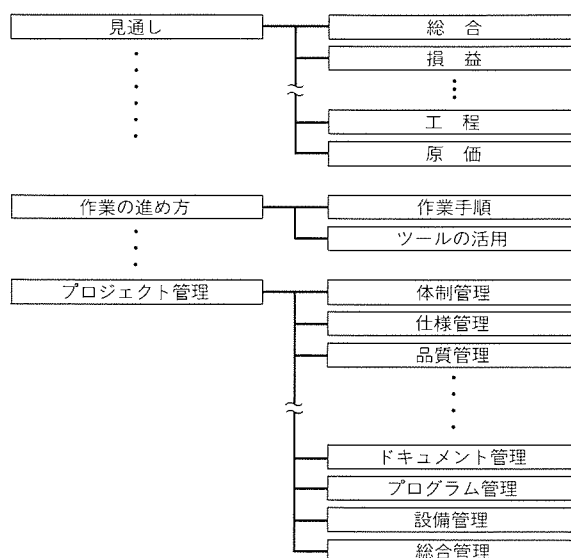 見通し
総 合
損 益
工 程
原 価
作業の進め方
作業手順
ツールの活用
プロジェクト管理
体制管理
仕様管理
品質管理
ドキュメント管理
プログラム管理
設備管理
総合管理